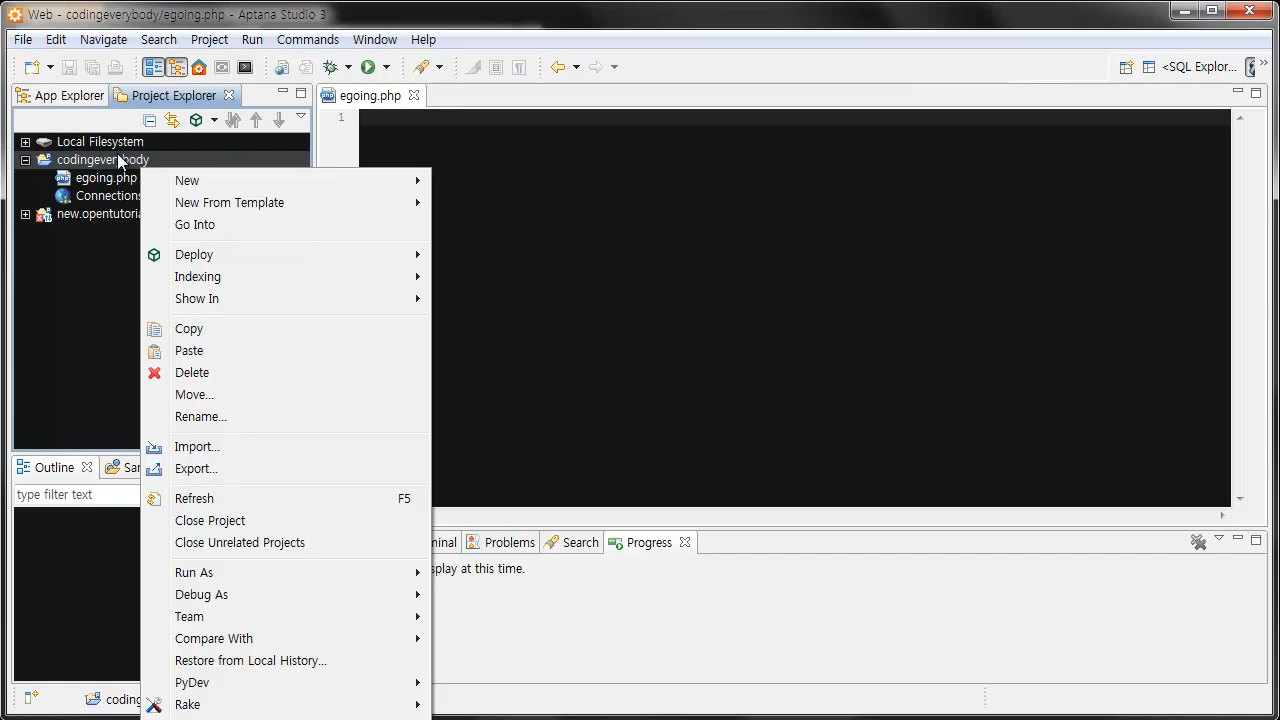 Web - codingeverybody/egoing.php - Aptana Studio 3
File Edit Navigate Search Project Run Commands Window Help
<SQL Explor...
App Explorer Project Explorer egoing.php
1
Local Filesystem
codingeverybody
egoing.php
Connections
new.opentutoria
New
New From Template
Go Into
Deploy
Indexing
Show In
Copy
Paste
Delete
Move...
Rename...
Import...
Export...
Refresh F5
Close Project
Close Unrelated Projects
Run As
Debug As
Team
Compare With
Restore from Local History...
PyDev
Rake
Outline Sar
type filter text
minal Problems Search Progress
splay at this time.
coding